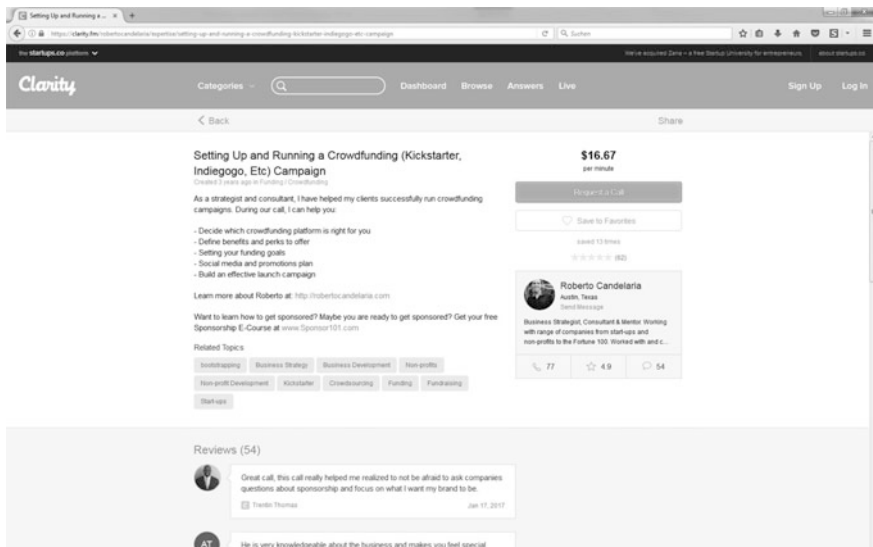 Setting Up and Running a ... × +
https://clarity.fm/robertocandelaria/expertise/setting-up-and-running-a-crowdfunding-kickstarter-indiegogo-etc-campaign
Suchen
the startups.co platform
We've acquired Zana – a free Startup University for entrepreneurs.
about startups.co
Clarity
Categories
Dashboard Browse Answers Live
Sign Up Log In
Back
Share
Setting Up and Running a Crowdfunding (Kickstarter,
Indiegogo, Etc) Campaign
Created 3 years ago in Funding / Crowdfunding
As a strategist and consultant, I have helped my clients successfully run crowdfunding
campaigns. During our call, I can help you:
- Decide which crowdfunding platform is right for you
- Define benefits and perks to offer
- Setting your funding goals
- Social media and promotions plan
- Build an effective launch campaign
Learn more about Roberto at: http://robertocandelaria.com
Want to learn how to get sponsored? Maybe you are ready to get sponsored? Get your free
Sponsorship E-Course at www.Sponsor101.com
Related Topics
bootstrapping Business Strategy Business Development Non-profits
Non-profit Development Kickstarter Crowdsourcing Funding Fundraising
Start-ups
$16.67
per minute
Request a Call
Save to Favorites
saved 13 times
(62)
Roberto Candelaria
Austin, Texas
Send Message
Business Strategist, Consultant & Mentor. Working
with range of companies from start-ups and
non-profits to the Fortune 100. Worked with and c...
77 4.9 54
Reviews (54)
Great call, this call really helped me realized to not be afraid to ask companies
questions about sponsorship and focus on what I want my brand to be.
Trentin Thomas
Jan 17, 2017
AT
He is very knowledgeable about the business and makes you feel special